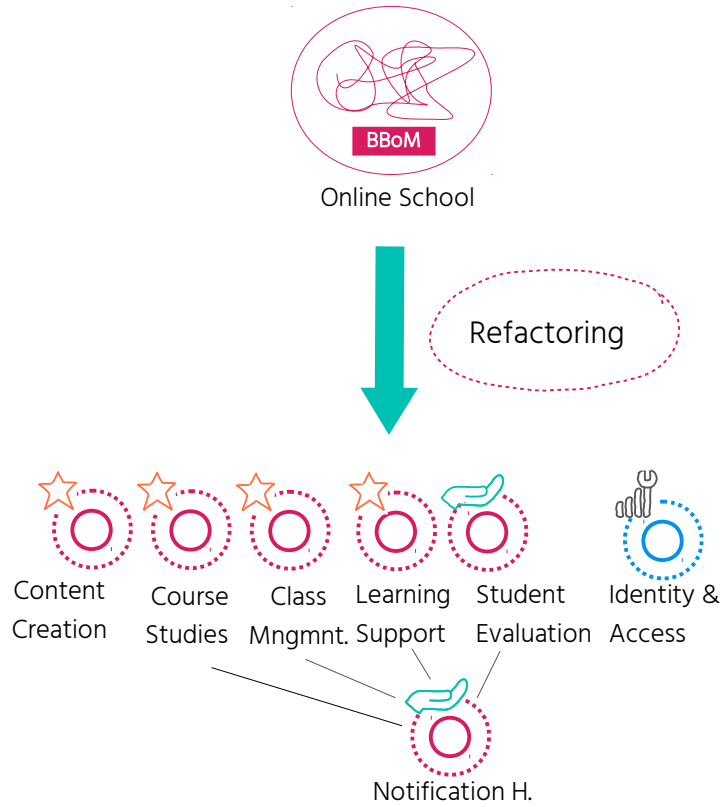 BBoM
Online School
Refactoring
Content
Creation
Course
Studies
Class
Mngmnt.
Learning
Support
Student
Evaluation
Identity &
Access
Notification H.